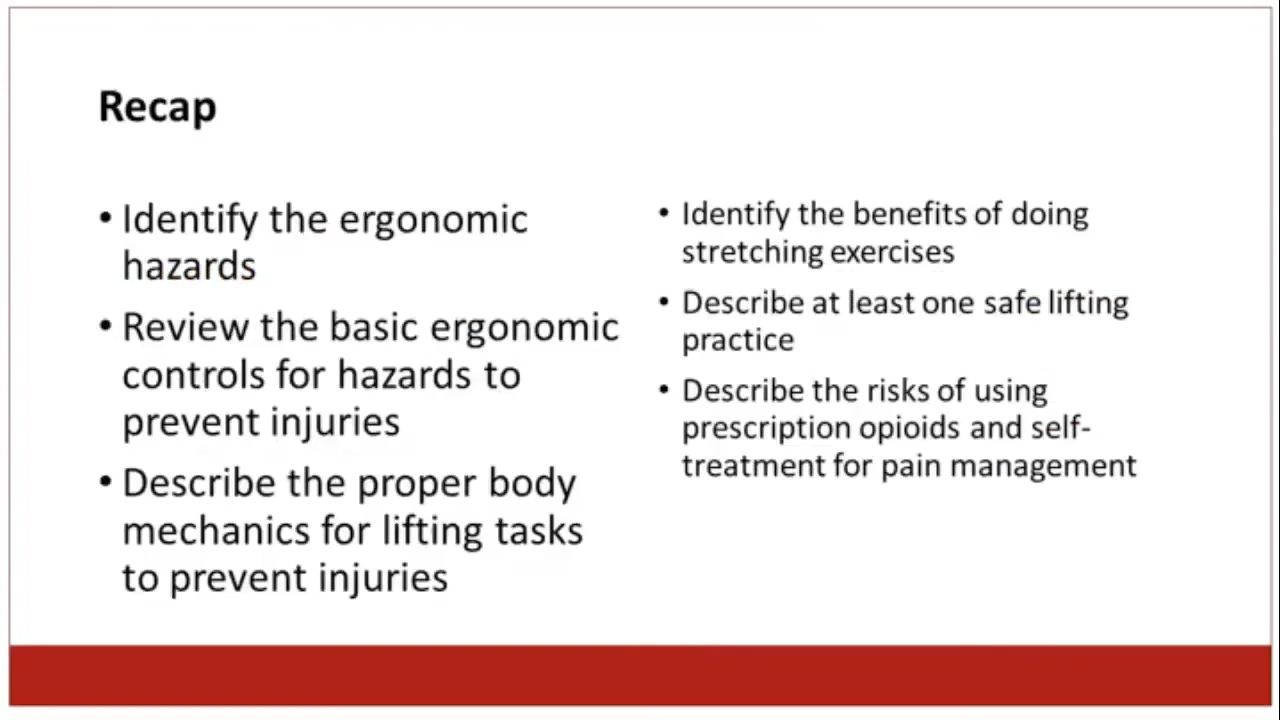 Recap
• Identify the ergonomic
hazards
• Review the basic ergonomic
controls for hazards to
prevent injuries
• Describe the proper body
mechanics for lifting tasks
to prevent injuries
• Identify the benefits of doing
stretching exercises
• Describe at least one safe lifting
practice
• Describe the risks of using
prescription opioids and self-
treatment for pain management